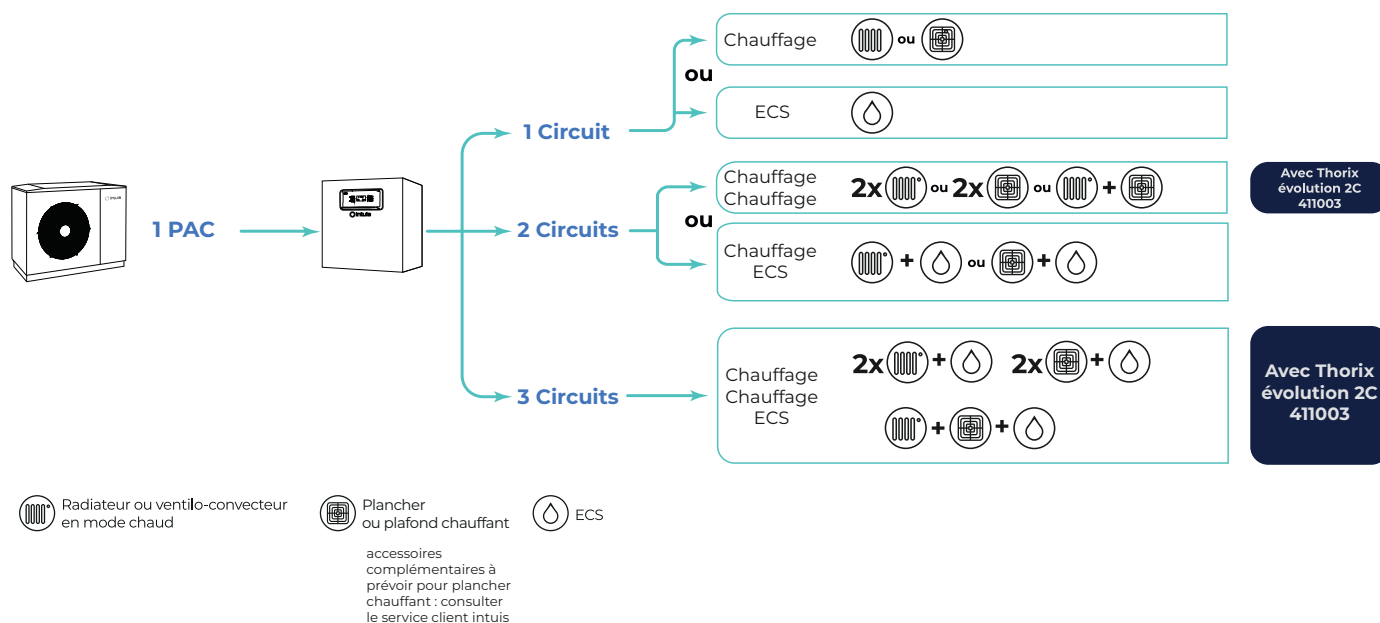 Chauffage
ou
ou
ECS
1 Circuit
1 PAC
intuis
intuis
2 Circuits
Chauffage
Chauffage
2x
ou
2x
ou
+
Avec Thorix
évolution 2C
411003
ou
Chauffage
ECS
+
ou
+
3 Circuits
Chauffage
Chauffage
ECS
2x
+
2x
+
+
+
Avec Thorix
évolution 2C
411003
Radiateur ou ventilo-convecteur
en mode chaud
Plancher
ou plafond chauffant
ECS
accessoires
complémentaires à
prévoir pour plancher
chauffant : consulter
le service client intuis